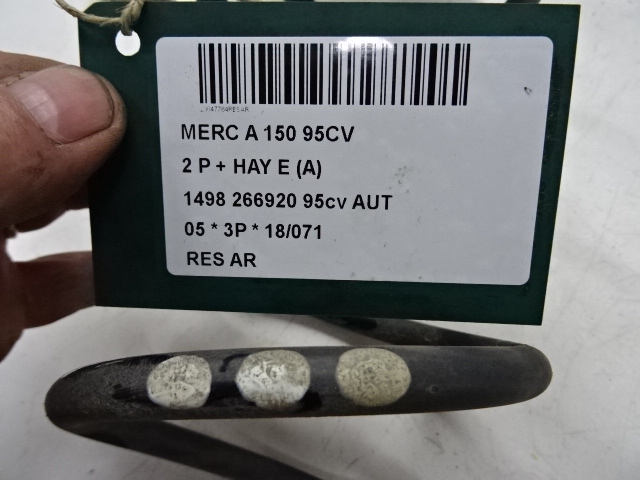 MERC A 150 95CV
2 P + HAY E (A)
1498 266920 95cv AUT
05 * 3P * 18/071
RES AR